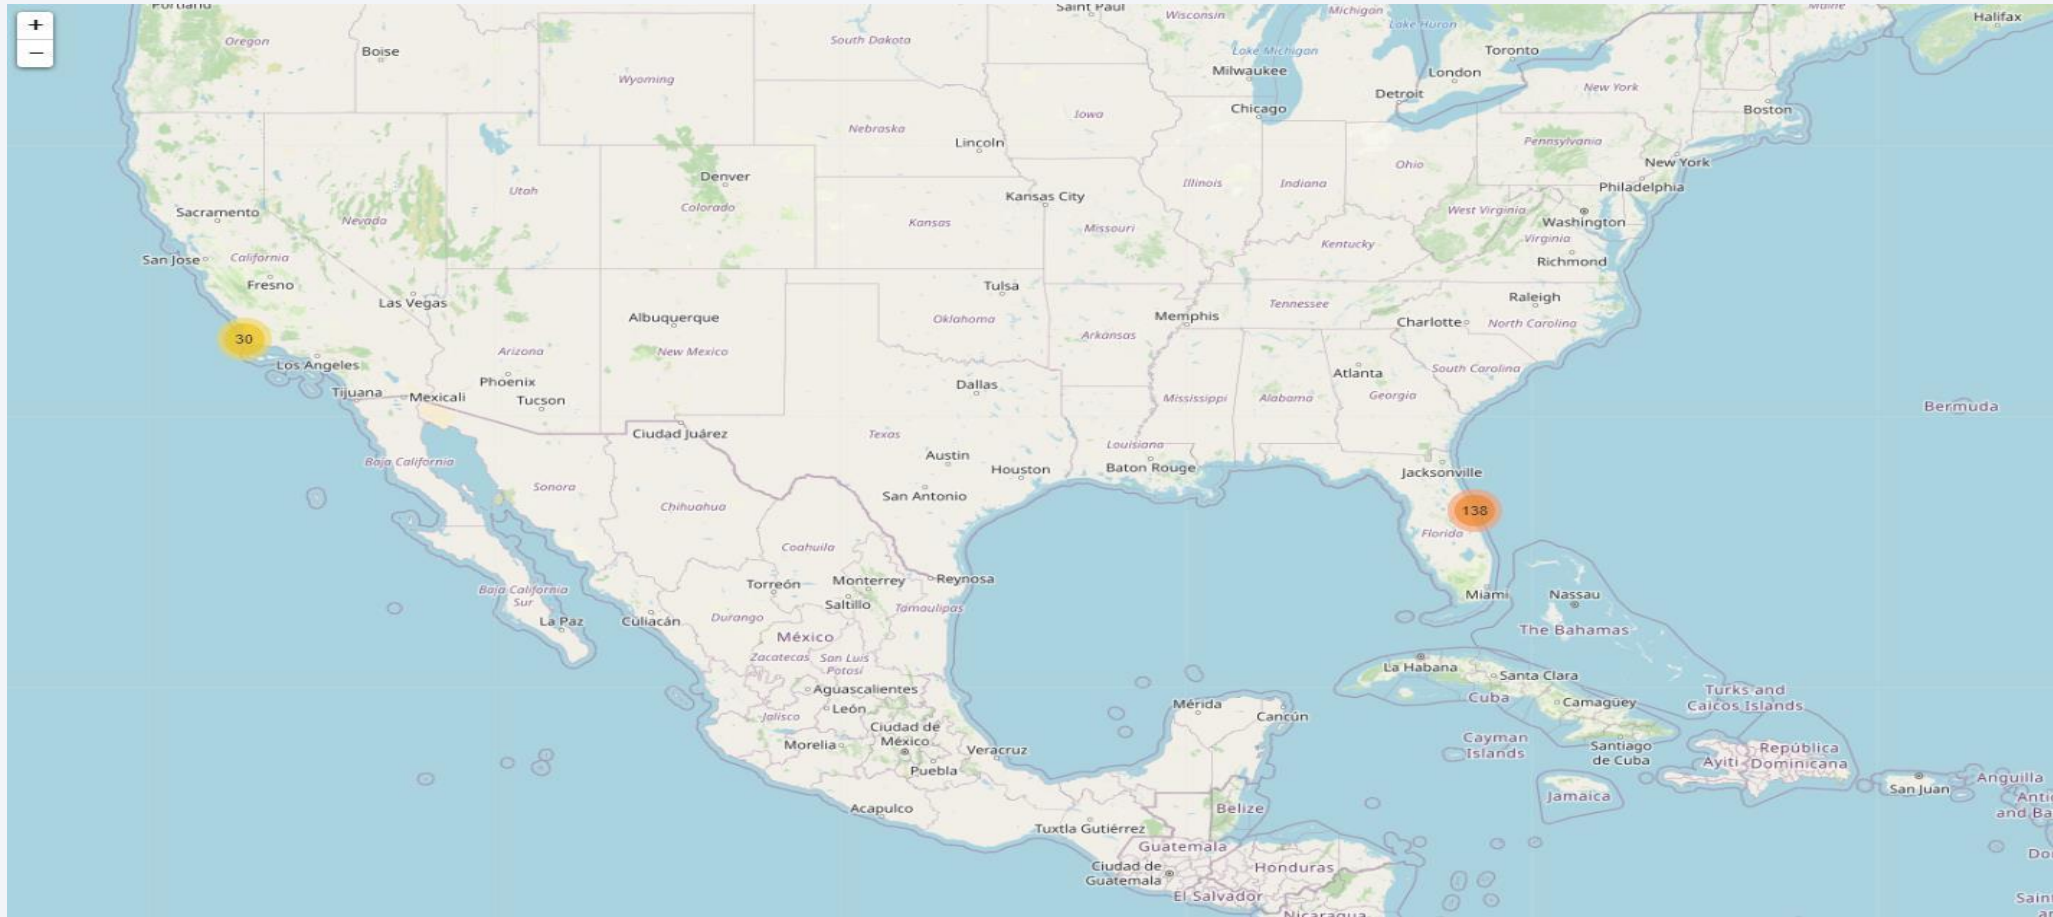 Portland
Saint Paul
Wisconsin
Michigan
Lake Huron
Maine
Halifax
+
−
Oregon
Boise
South Dakota
Lake Michigan
Toronto
Wyoming
Milwaukee
London
New York
Detroit
Chicago
Boston
Iowa
Nebraska
Lincoln
Pennsylvania
New York
Ohio
Denver
Utah
Colorado
Kansas City
Illinois
Indiana
Philadelphia
Sacramento
Nevada
Kansas
Missouri
West Virginia
Washington
Virginia
Kentucky
San Jose
California
Richmond
Fresno
Tulsa
Las Vegas
Raleigh
Tennessee
Albuquerque
Oklahoma
Memphis
Charlotte
North Carolina
30
Arkansas
Arizona
New Mexico
Los Angeles
South Carolina
Atlanta
Phoenix
Dallas
Tijuana
Mexicali
Tucson
Mississippi
Alabama
Georgia
Bermuda
Ciudad Juárez
Texas
Louisiana
Austin
Baja California
Houston
Baton Rouge
Jacksonville
Sonora
San Antonio
Chihuahua
138
Florida
Coahuila
Torreón
Monterrey
Reynosa
Baja California
Sur
Saltillo
Tamaulipas
Miami
Nassau
La Paz
Culiacán
Durango
The Bahamas
México
Zacatecas
San Luis
Potosí
La Habana
Santa Clara
Aguascalientes
Cuba
Camagüey
Turks and
Caicos Islands
León
Jalisco
Mérida
Cancún
Ciudad de
México
Morelia
Veracruz
Cayman
Islands
Santiago
de Cuba
República
Dominicana
Ayiti
Puebla
Anguilla
San Juan
Jamaica
Acapulco
Belize
Anti
and Ba
Tuxtla Gutiérrez
Guatemala
Do
Ciudad de
Guatemala
Honduras
El Salvador
Sain
Nicaragua